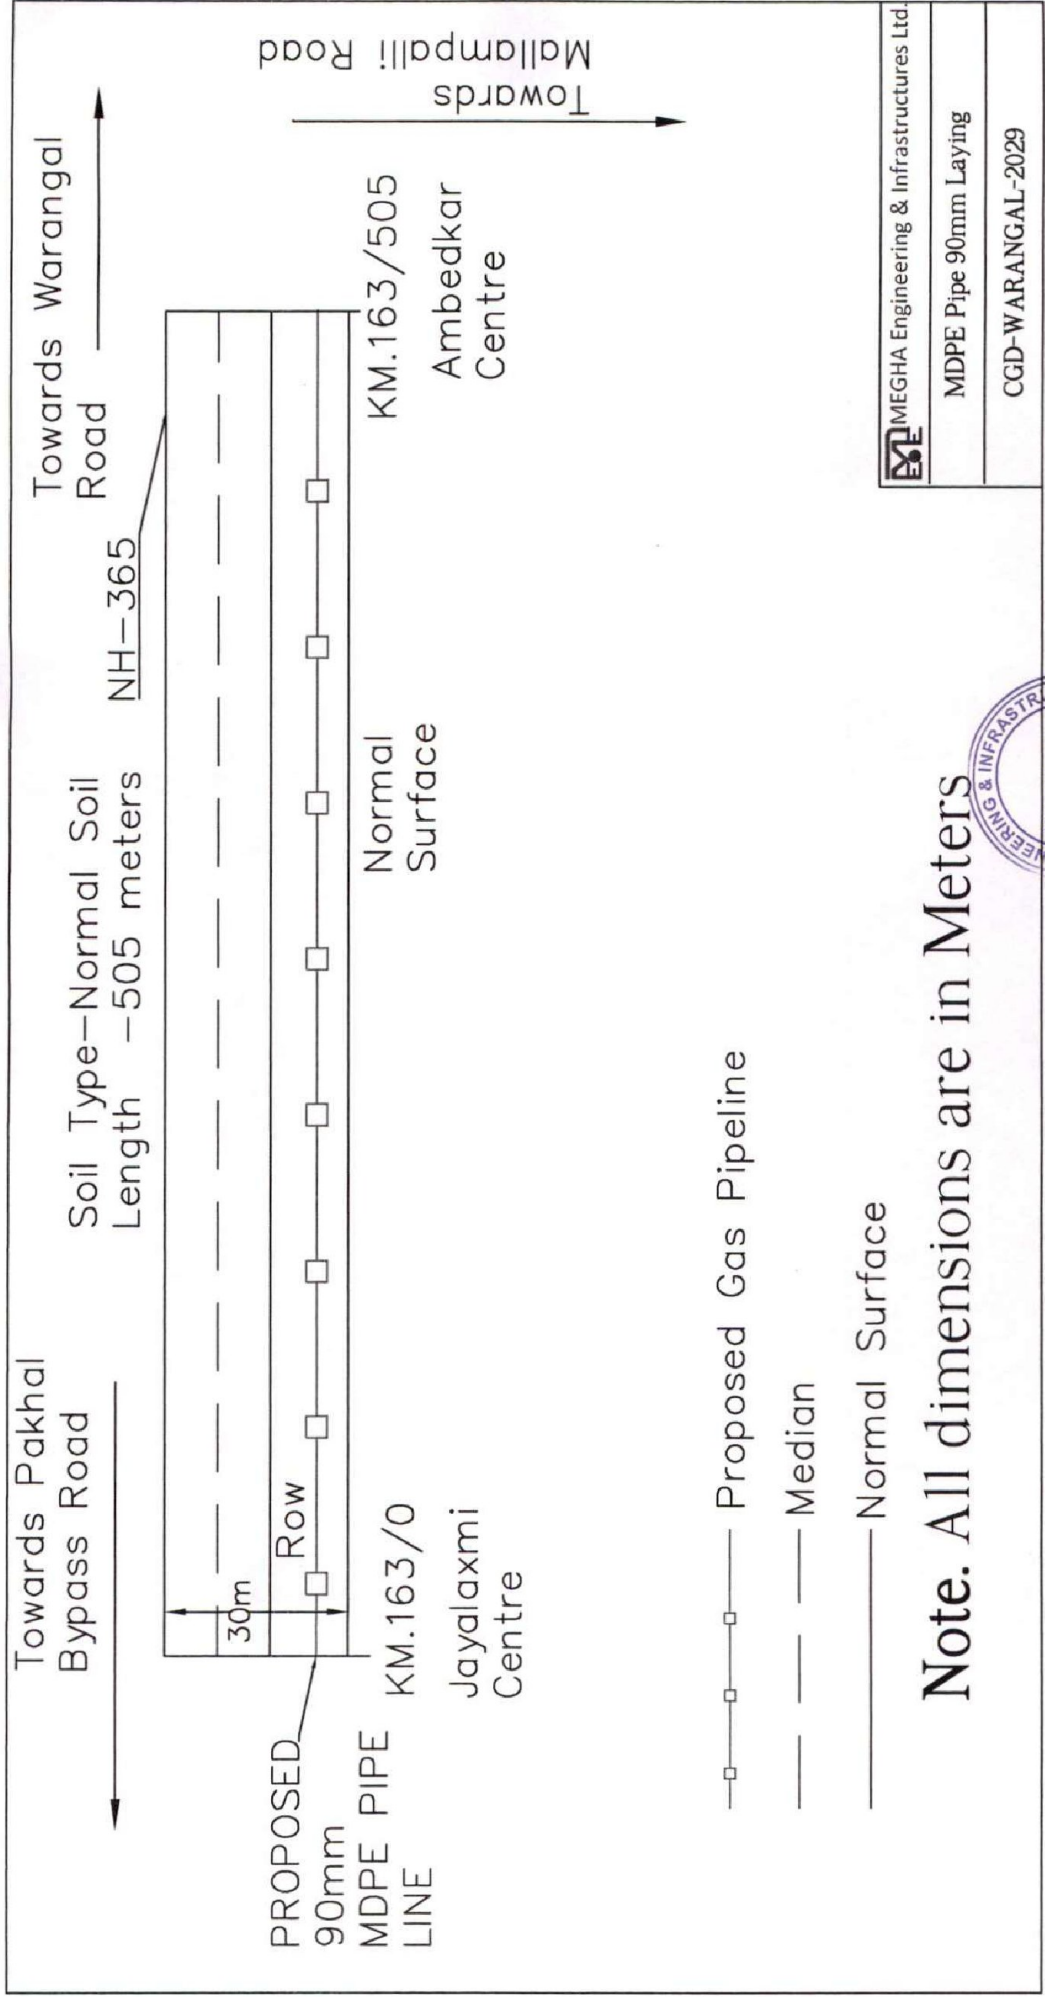 Towards Pakhal
Bypass Road
Soil Type-Normal Soil
Length -505 meters
NH-365
Towards Warangal
Road
Towards
Mallampalli Road
30m
Row
PROPOSED
90mm
MDPE PIPE
LINE
KM.163/0
Jayalaxmi
Centre
Normal
Surface
KM.163/505
Ambedkar
Centre
Proposed Gas Pipeline
Median
Normal Surface
Note. All dimensions are in Meters
MEGHA Engineering & Infrastructures Ltd.
MDPE Pipe 90mm Laying
CGD-WARANGAL-2029